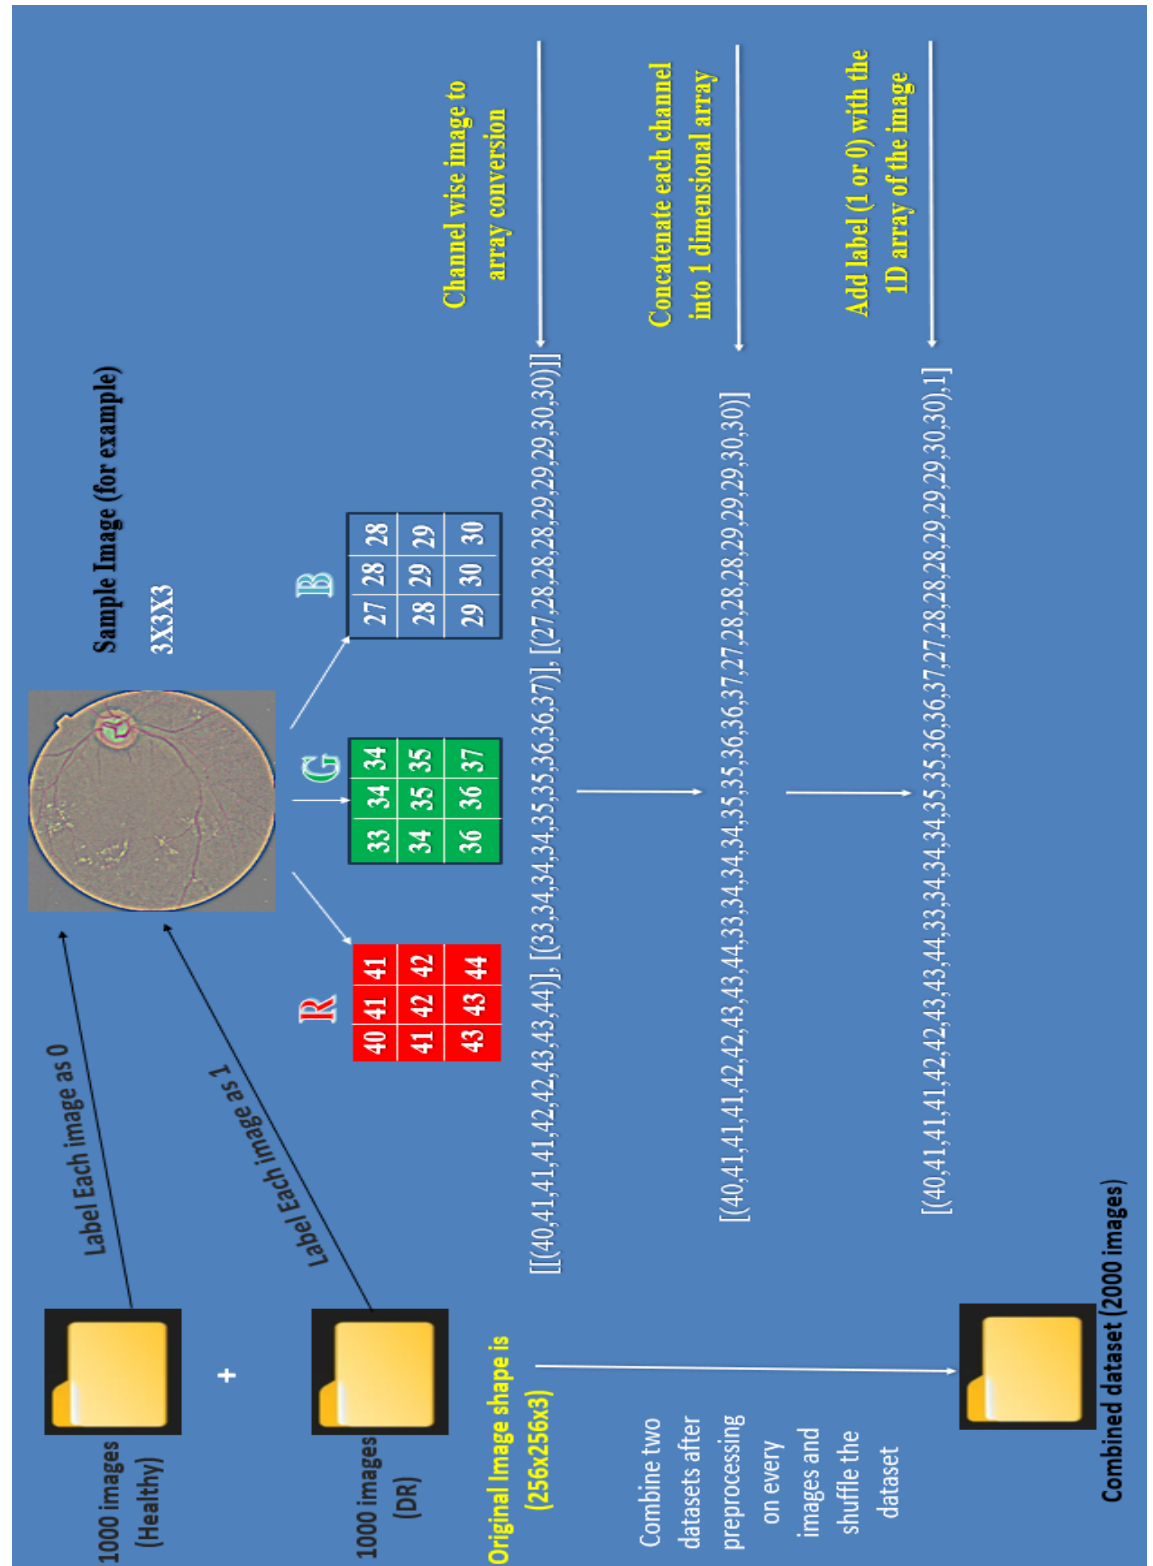 1000 images
(Healthy)
+
1000 images
(DR)
Label Each image as 0
Label Each image as 1
Sample Image (for example)
3X3X3
R
40 41 41
41 42 42
43 43 44
G
33 34 34
34 35 35
36 36 37
B
27 28 28
28 29 29
29 30 30
Original Image shape is
(256x256x3)
[[(40,41,41,41,42,42,43,43,44)], [(33,34,34,34,35,35,36,36,37)], [(27,28,28,28,29,29,29,30,30)]]
Channel wise image to
array conversion
[(40,41,41,41,42,42,43,43,44,33,34,34,34,35,35,36,36,37,27,28,28,28,29,29,29,30,30)]
Concatenate each channel
into 1 dimensional array
[(40,41,41,41,42,42,43,43,44,33,34,34,34,35,35,36,36,37,27,28,28,28,29,29,29,30,30),1]
Add label (1 or 0) with the
1D array of the image
Combine two
datasets after
preprocessing
on every
images and
shuffle the
dataset
Combined dataset (2000 images)